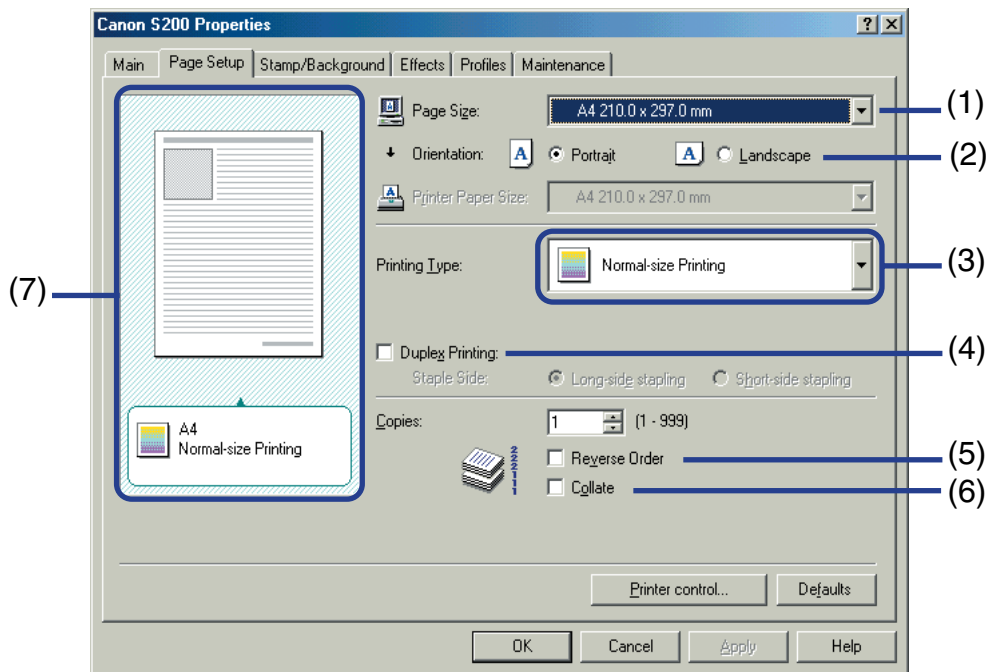 Canon S200 Properties
Main Page Setup Stamp/Background Effects Profiles Maintenance
Page Size: A4 210.0 x 297.0 mm (1)
Orientation: A Portrait A Landscape (2)
Printer Paper Size: A4 210.0 x 297.0 mm
Printing Type: Normal-size Printing (3)
(7)
Duplex Printing: (4)
Staple Side: Long-side stapling Short-side stapling
A4
Normal-size Printing
Copies: 1 (1 - 999)
222111
Reverse Order (5)
Collate (6)
Printer control... Defaults
OK Cancel Apply Help